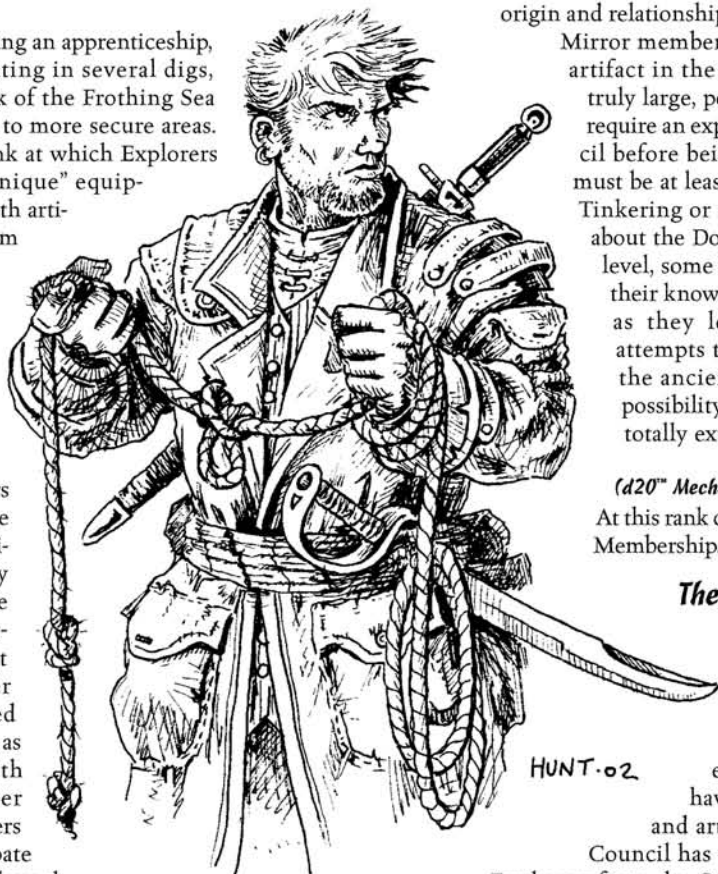 ing an apprenticeship,
ting in several digs,
k of the Frothing Sea
to more secure areas.
nk at which Explorers
nique” equip-
th arti-
m
rs
e
i-
y
e
-
t
er
ed
as
th
er
ers
pate
origin and relationship
Mirror member
artifact in the
truly large, po
require an exp
cil before bei
must be at leas
Tinkering or
about the Do
level, some
their know
as they le
attempts t
the ancie
possibility
totally ex
(d20™ Mech
At this rank
Membership
The
HUNT·02
e
hav
and ar
Council has